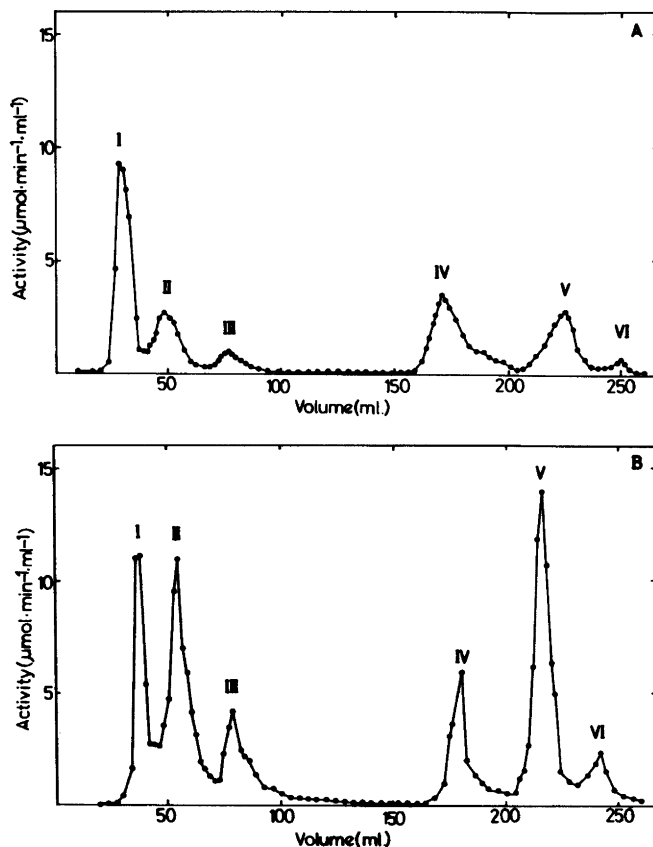 A
15
10
5
Activity(μmol·min⁻¹·ml⁻¹)
I
II
III
IV
V
VI
50
100
150
200
250
Volume(ml.)
B
15
10
5
Activity(μmol·min⁻¹·ml⁻¹)
I
II
III
IV
V
VI
50
100
150
200
250
Volume(ml.)